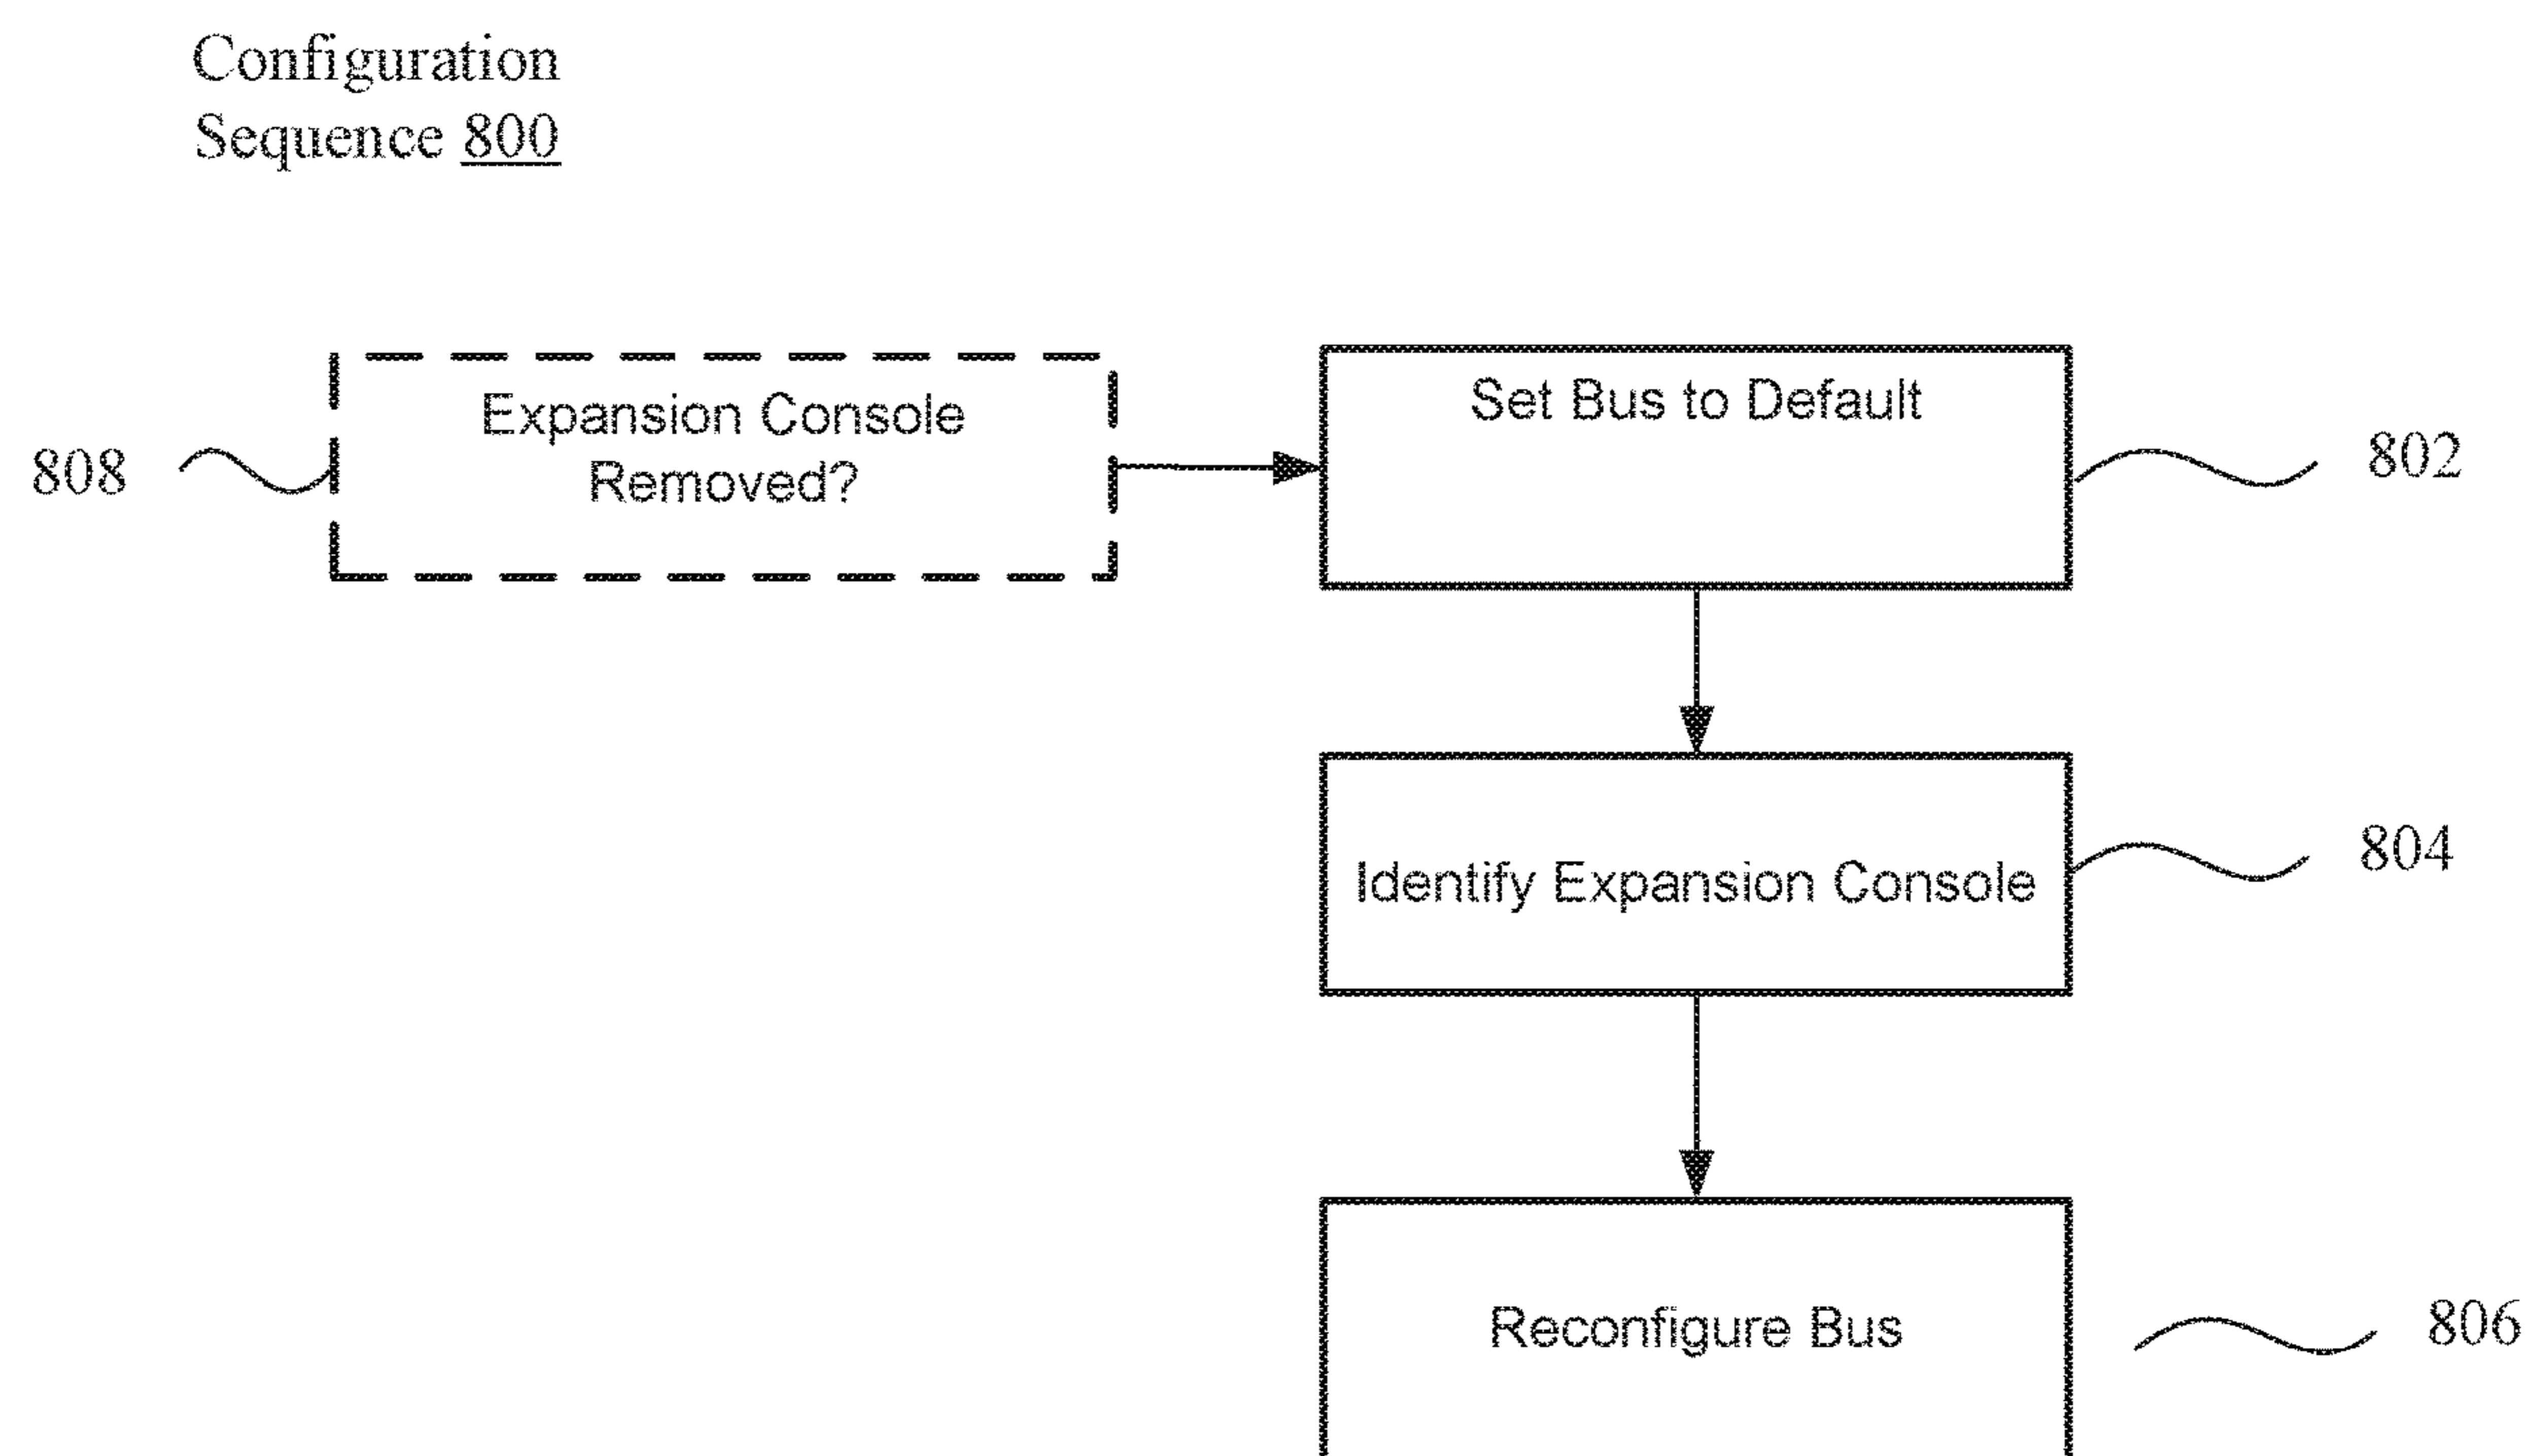 Configuration
Sequence 800
Expansion Console
Removed?
808
Set Bus to Default
802
Identify Expansion Console
804
Reconfigure Bus
806